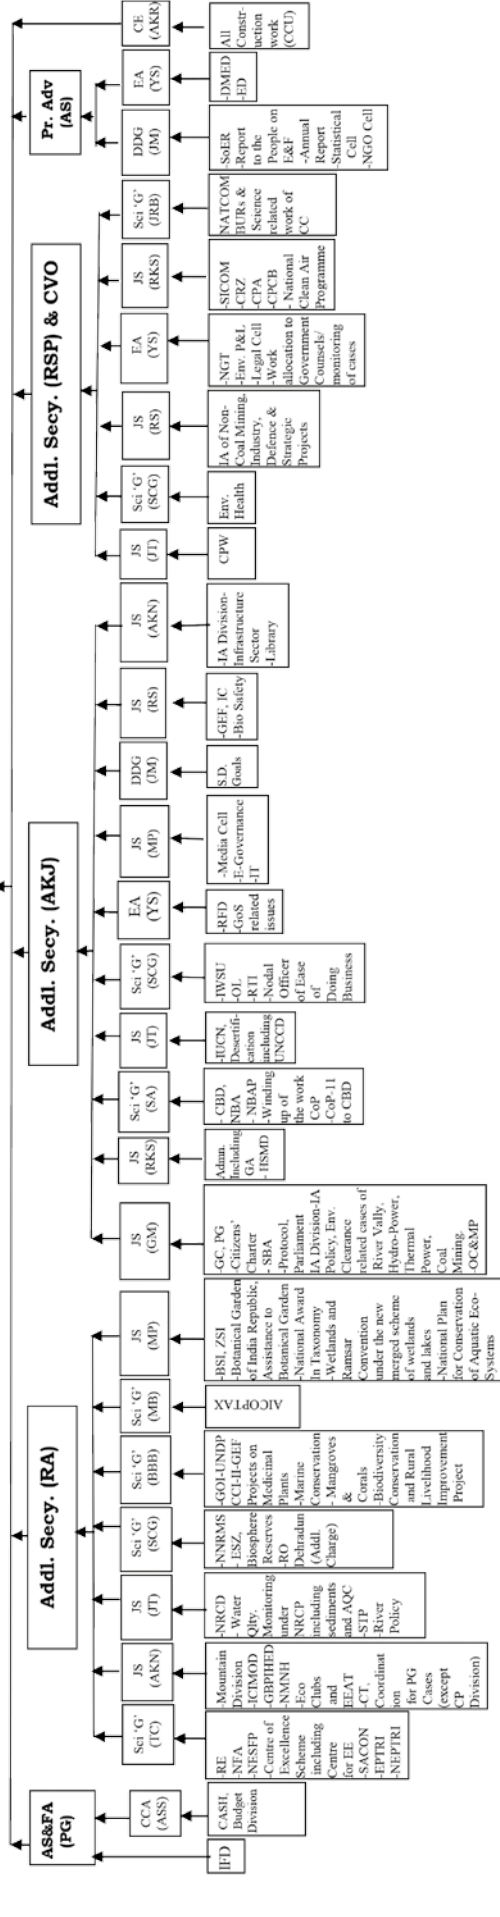 AS&FA
(PG)
Addl. Secy. (RA)
Addl. Secy. (AKJ)
Addl. Secy. (RSP) & CVO
Pr. Adv
(AS)
CCA
(ASS)
Sci 'G'
(TC)
JS
(AKN)
JS
(JT)
Sci 'G'
(SCG)
Sci 'G'
(BBB)
Sci 'G'
(MB)
JS
(MP)
JS
(GM)
JS
(RKS)
Sci 'G'
(SA)
JS
(JT)
Sci 'G'
(SCG)
EA
(YS)
JS
(MP)
DDG
(JM)
JS
(RS)
JS
(AKN)
JS
(JT)
Sci 'G'
(SCG)
JS
(RS)
EA
(YS)
JS
(RKS)
Sci 'G'
(JRB)
DDG
(JM)
EA
(YS)
CE
(AKR)
IFD
CASH,
Budget
Division
-RE
-NFA
-NESFP
-Centre of
Excellence
Scheme
including
Centre
for EE
-SACON
-EPTRI
-NEPTRI
-Mountain
Division
-ICIMOD
-GBPIHED
-NMNH
-Eco
Clubs
and
EEAT
-CT,
Coordinat
ion
for PG
Cases
(except
CP
Division)
-NRCD
- Water
Qlty.
Monitoring
under
NRCP
including
sediments
and AQC
-STP
-River
Policy
-NNRMS
- ESZ,
Biosphere
Reserves
-RO
Dehradun
(Addl.
Charge)
-GOI-UNDP
CCI-II-GEF
Projects on
Medicinal
Plants
-Marine
Conservation
- Mangroves
&
Corals
-Biodiversity
Conservation
and Rural
Livelihood
Improvement
Project
AICOPTAX
-BSI, ZSI
-Botanical Garden
of India Republic,
Assistance to
Botanical Garden
-National Award
In Taxonomy
-Wetlands and
Ramsar
Convention
under the new
merged scheme
of wetlands
and lakes
-National Plan
for Conservation
of Aquatic Eco-
Systems
-GC, PG
-Citizens'
Charter
- SBA
-Protocol,
Parliament
IA Division-IA
Policy, Env.
Clearance
related cases of
River Vally,
Hydro-Power,
Thermal
Power,
Coal
Mining,
-OC&MP
Admn.
Including
GA
- HSMD
- CBD,
NBA
- NBAP
-Winding
up of
the work
CoP
-CoP-11
to CBD
-IUCN,
Desertifi-
cation
including
UNCCD
-IWSU
-OL
-RTI
-Nodal
Officer
of Ease
of
Doing
Business
-RFD
-GoS
related
issues
-Media Cell
-E-Governance
-IT
S.D.
Goals
-GEF, IC
-Bio Safety
-IA Division-
Infrastructure
Sector
-Library
CPW
Env.
Health
IA of Non-
Coal Mining,
Industry,
Defence &
Strategic
Projects
-NGT
-Env. P&L
-Legal Cell
-Work
allocation to
Government
Counsels/
monitoring
of cases
-SICOM
-CRZ
-CPA
-CPCB
- National
Clean Air
Programme
NATCOM
BURs &
Science
related
work of
CC
-SoER
-Report
to the
People on
E&F
-Annual
Report
-Statistical
Cell
-NGO Cell
-DMED
-ED
All
Constr-
uction
work
(CCU)